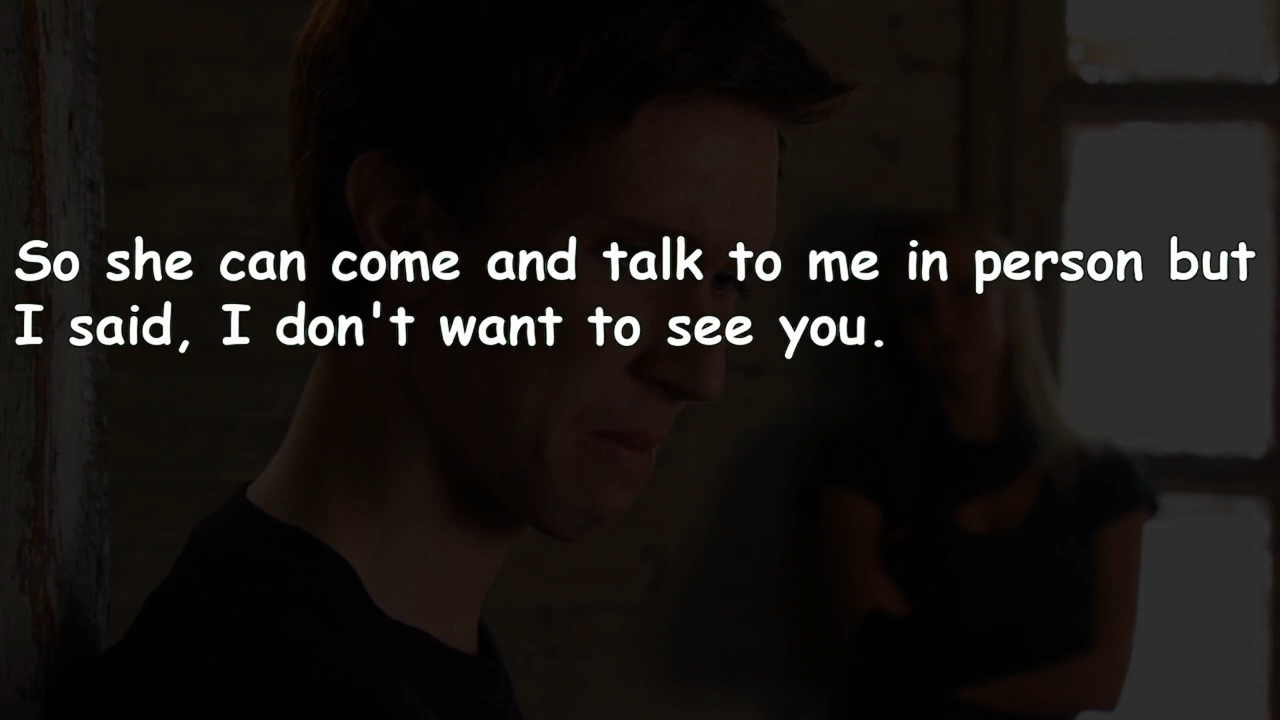 So she can come and talk to me in person but
I said, I don't want to see you.